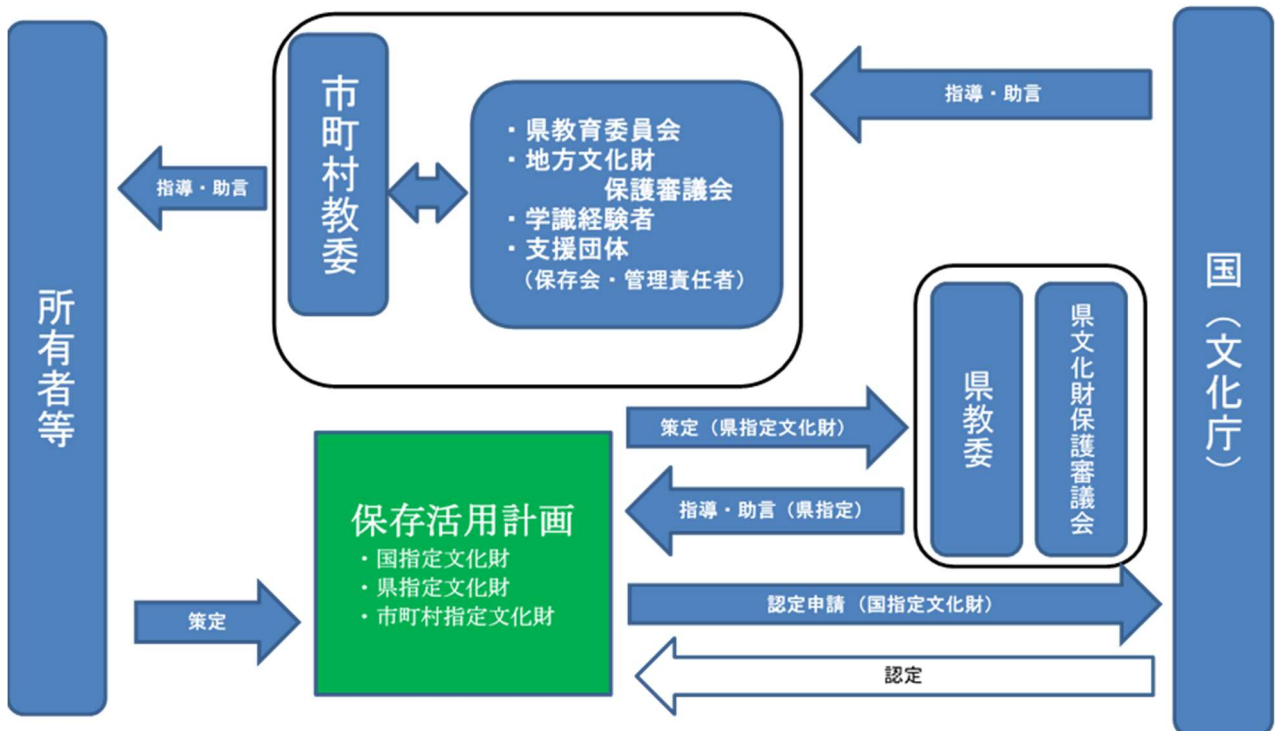 所有者等
指導・助言
市町村教委
・県教育委員会
・地方文化財
保護審議会
・学識経験者
・支援団体
（保存会・管理責任者）
指導・助言
国（文化庁）
県教委
県文化財保護審議会
策定（県指定文化財）
指導・助言（県指定）
保存活用計画
・国指定文化財
・県指定文化財
・市町村指定文化財
策定
認定申請（国指定文化財）
認定